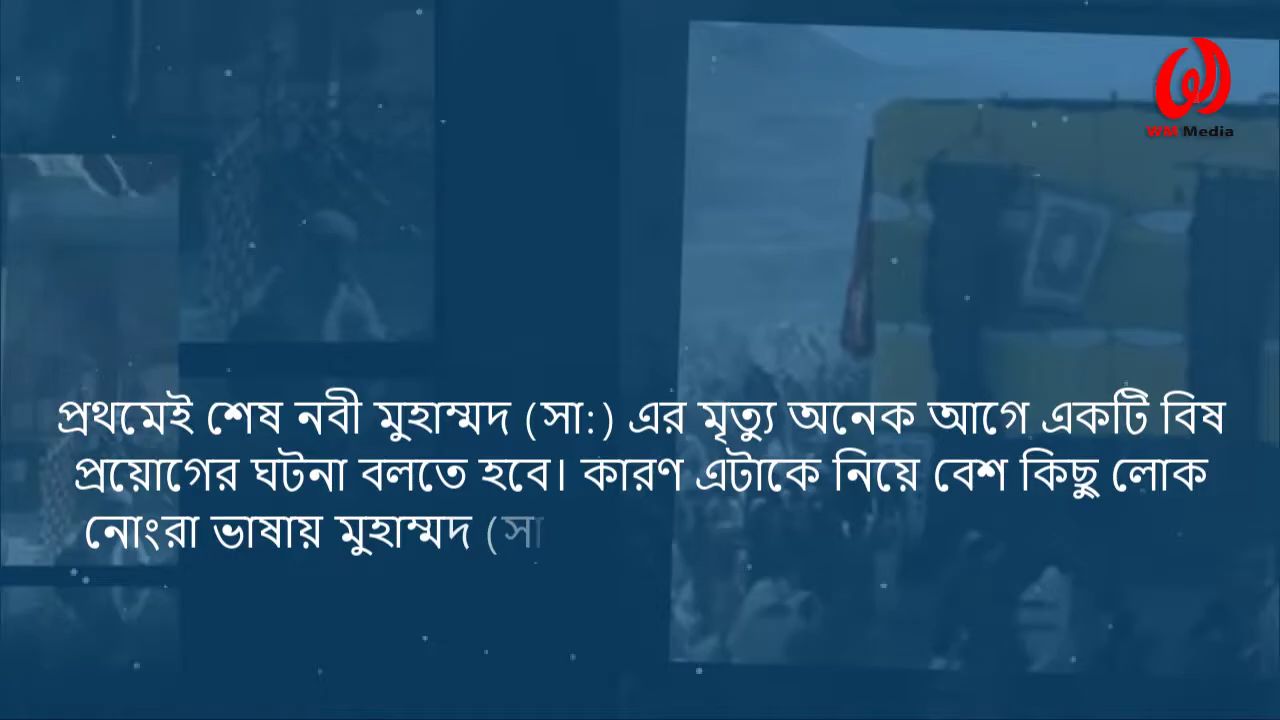 WM Media
প্রথমেই শেষ নবী মুহাম্মদ (সা:) এর মৃত্যু অনেক আগে একটি বিষ
প্রয়োগের ঘটনা বলতে হবে। কারণ এটাকে নিয়ে বেশ কিছু লোক
নোংরা ভাষায় মুহাম্মদ (সা